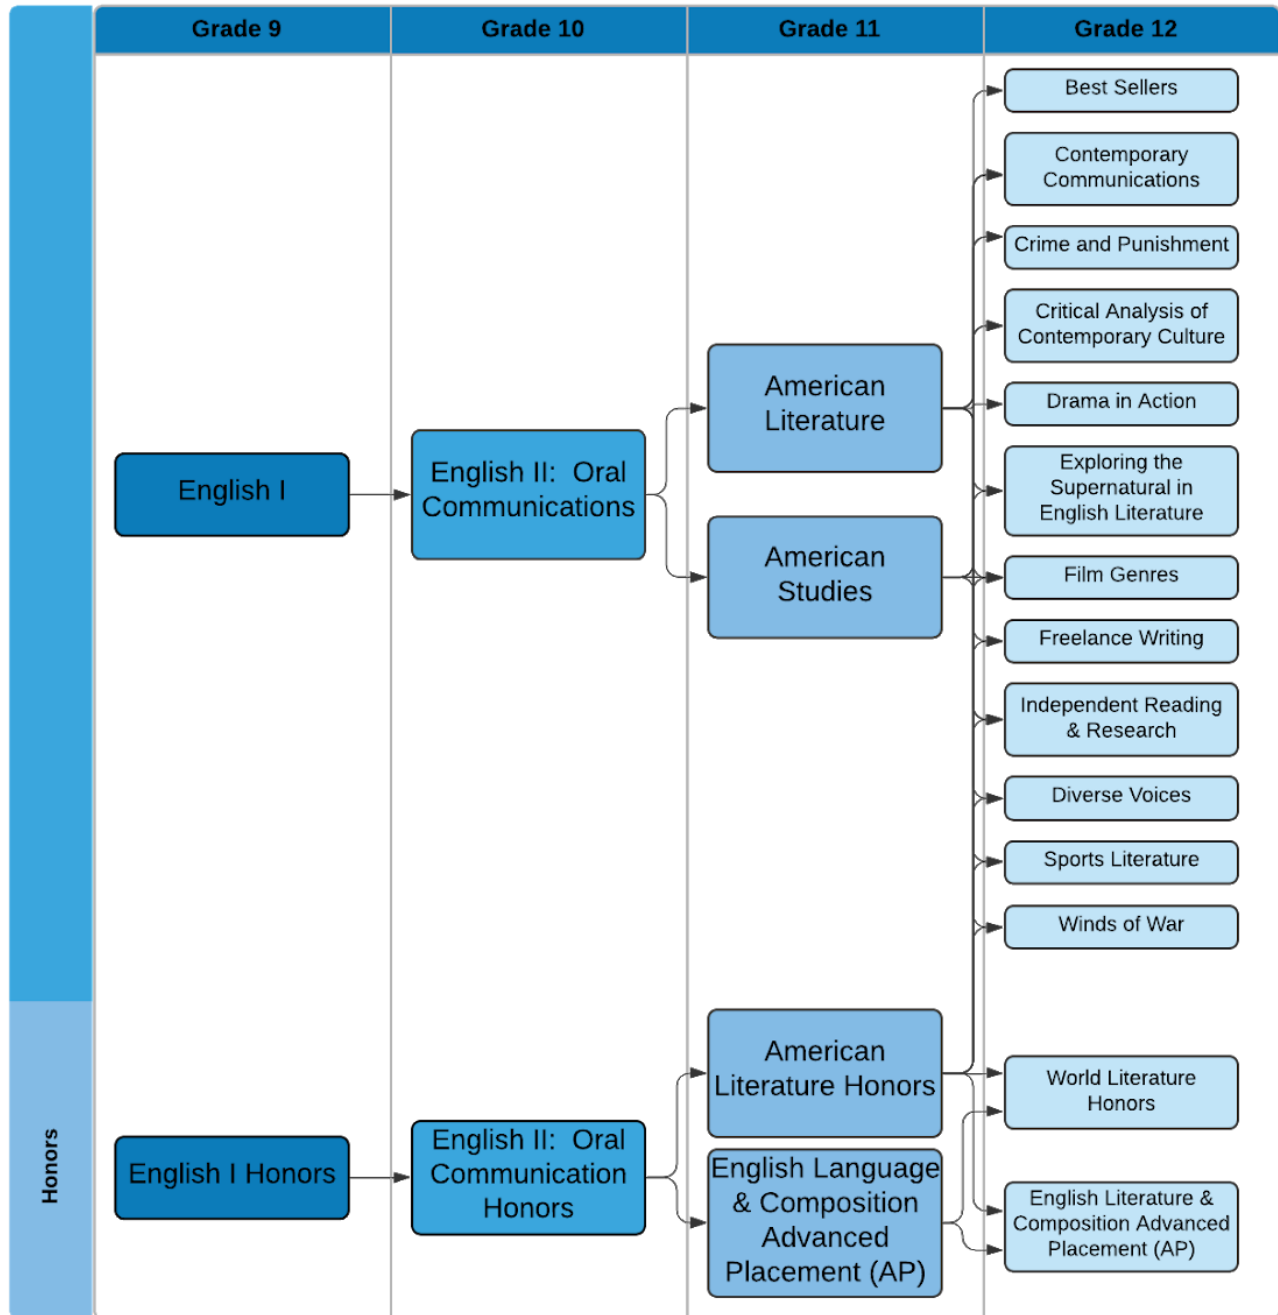 Grade 9
Grade 10
Grade 11
Grade 12
English I
English II:  Oral
Communications
American
Literature
American
Studies
Best Sellers
Contemporary
Communications
Crime and Punishment
Critical Analysis of
Contemporary Culture
Drama in Action
Exploring the
Supernatural in
English Literature
Film Genres
Freelance Writing
Independent Reading
& Research
Diverse Voices
Sports Literature
Winds of War
Honors
English I Honors
English II:  Oral
Communication
Honors
American
Literature Honors
English Language
& Composition
Advanced
Placement (AP)
World Literature
Honors
English Literature &
Composition Advanced
Placement (AP)